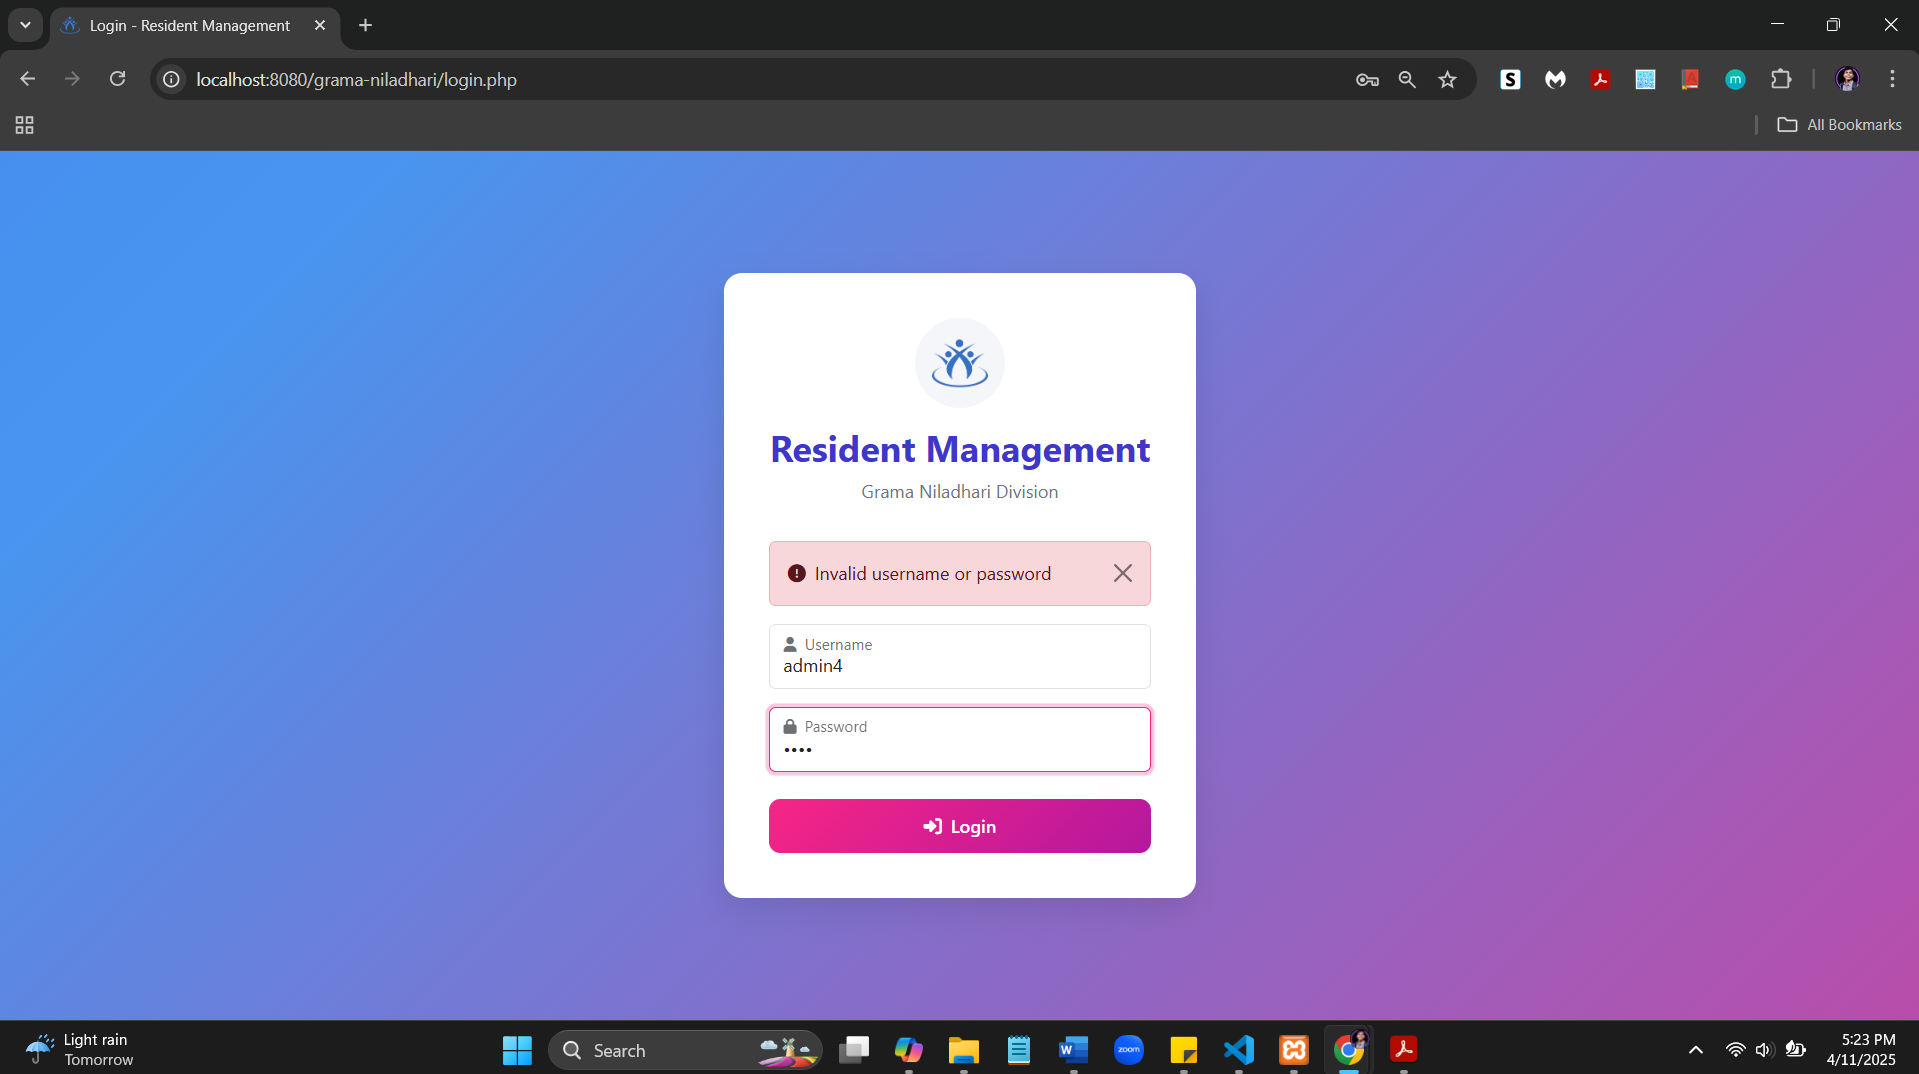 Login - Resident Management
localhost:8080/grama-niladhari/login.php
S
m
All Bookmarks
Resident Management
Grama Niladhari Division
Invalid username or password
Username
admin4
Password
••••
Login
Light rain
Tomorrow
Search
W
zoom
5:23 PM
4/11/2025